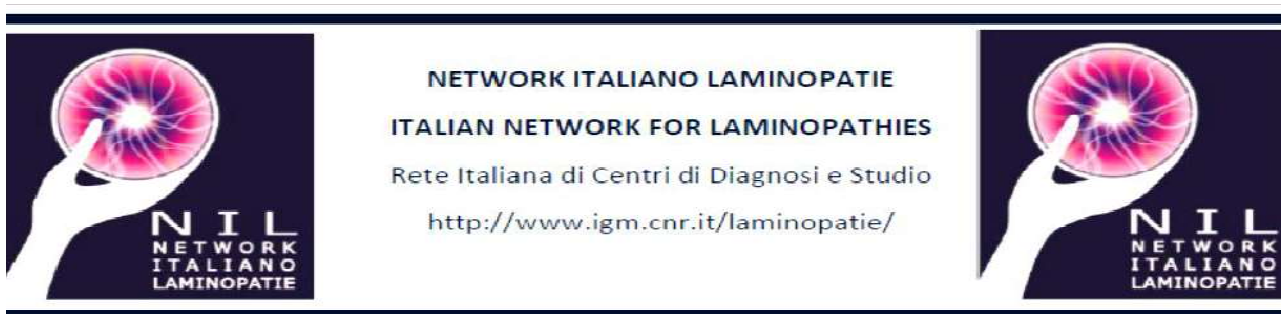 NIL
NETWORK
ITALIANO
LAMINOPATIE
NETWORK ITALIANO LAMINOPATIE
ITALIAN NETWORK FOR LAMINOPATHIES
Rete Italiana di Centri di Diagnosi e Studio
http://www.igm.cnr.it/laminopatie/
NIL
NETWORK
ITALIANO
LAMINOPATIE